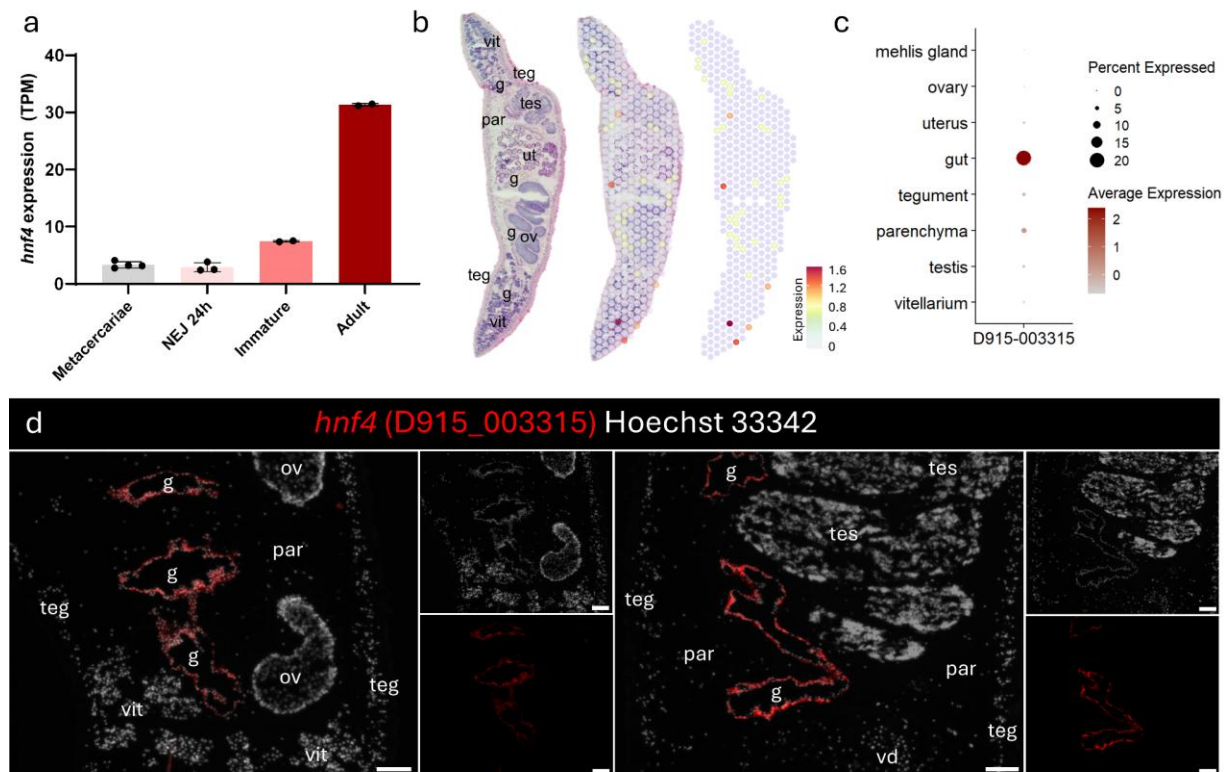 a
hnf4 expression (TPM)
40
30
20
10
0
Metacercariae
NEJ 24h
Immature
Adult
b
vit
teg
g
tes
par
ut
g
g
ov
teg
g
vit
Expression
1.6
1.2
0.8
0.4
0
c
mehlis gland
ovary
uterus
gut
tegument
parenchyma
testis
vitellarium
D915-003315
Percent Expressed
0
5
10
15
20
Average Expression
2
1
0
d
hnf4 (D915_003315) Hoechst 33342
g
ov
g
par
teg
g
ov
teg
vit
vit
g
tes
tes
teg
par
par
g
teg
vd